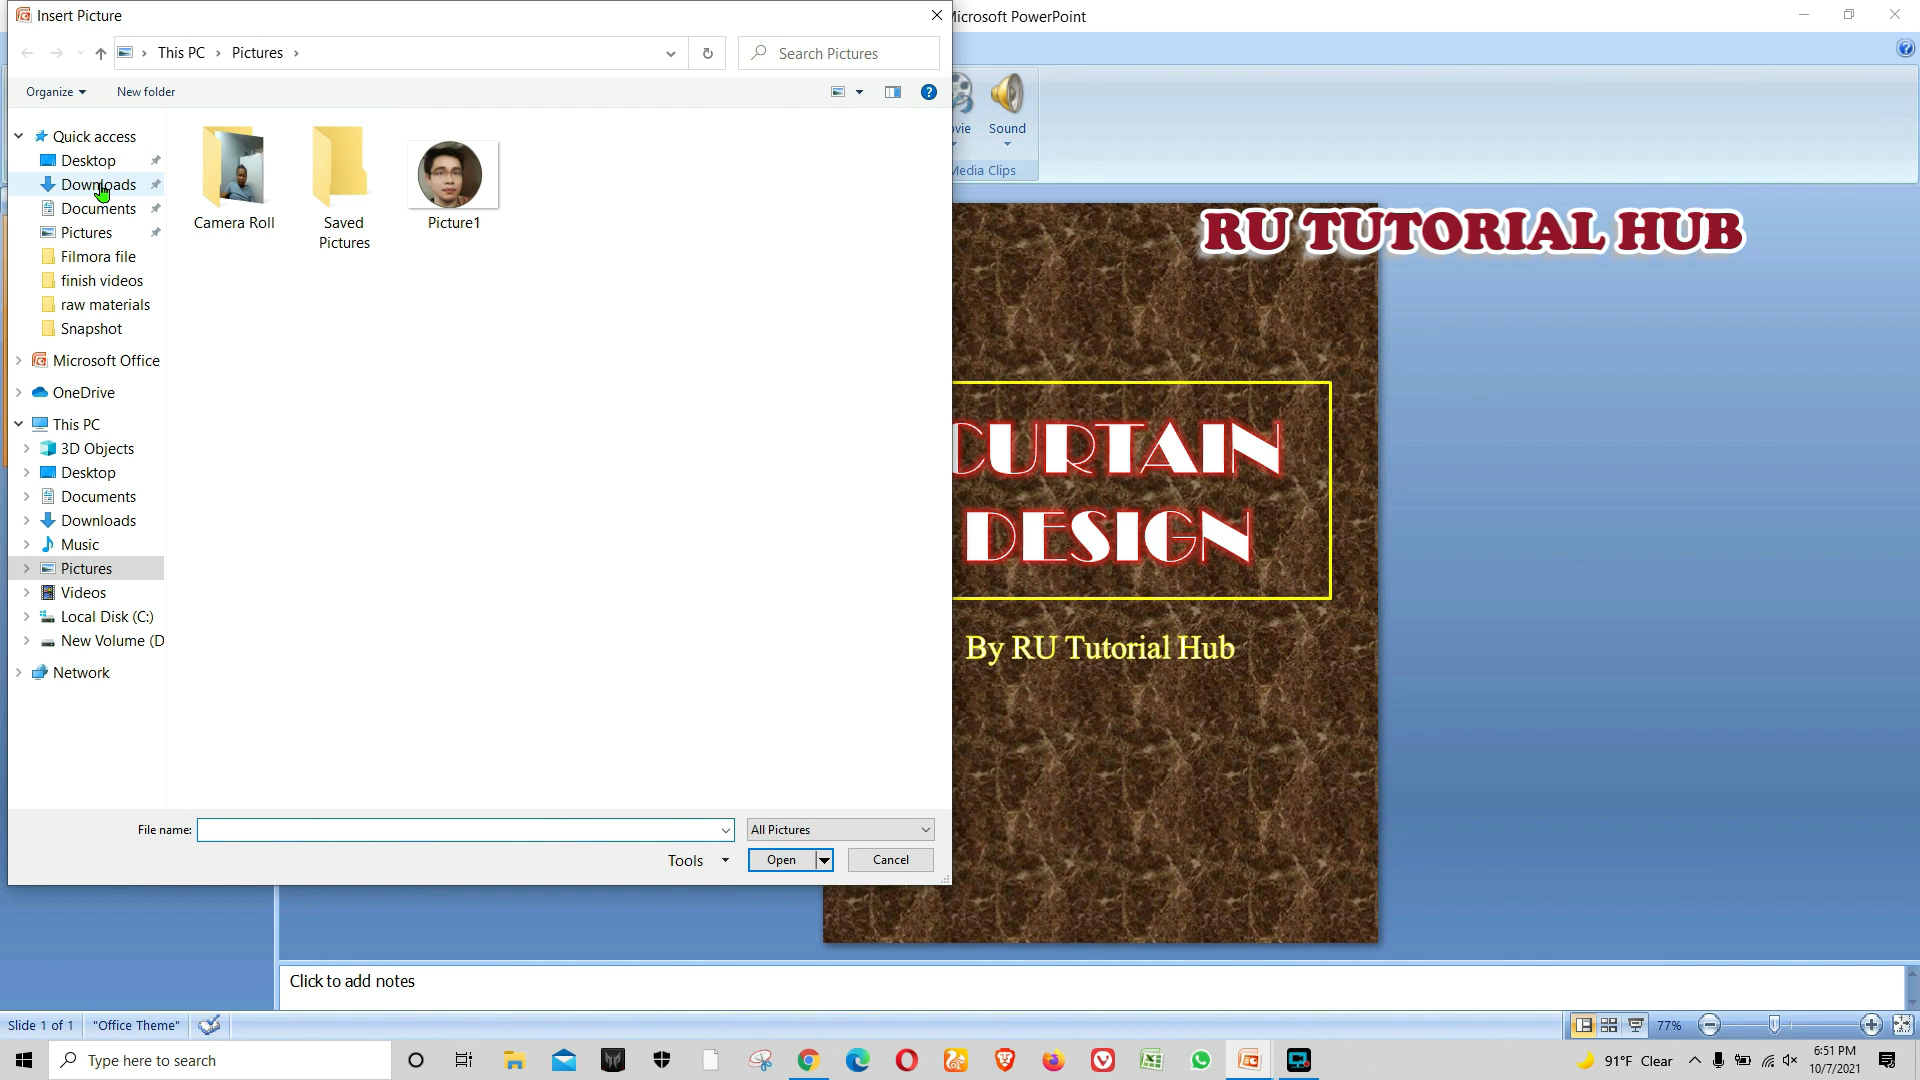 Insert Picture
Microsoft PowerPoint
This PC
Pictures
Search Pictures
Organize
New folder
Sound
Media Clips
Quick access
Desktop
Downloads
Documents
Pictures
Filmora file
finish videos
raw materials
Snapshot
Microsoft Office
OneDrive
This PC
3D Objects
Desktop
Documents
Downloads
Music
Pictures
Videos
Local Disk (C:)
New Volume (D
Network
Camera Roll
Saved
Pictures
Picture1
RU TUTORIAL HUB
CURTAIN
DESIGN
By RU Tutorial Hub
File name:
All Pictures
Tools
Open
Cancel
Click to add notes
Slide 1 of 1
"Office Theme"
77%
Type here to search
91°F Clear
6:51 PM
10/7/2021